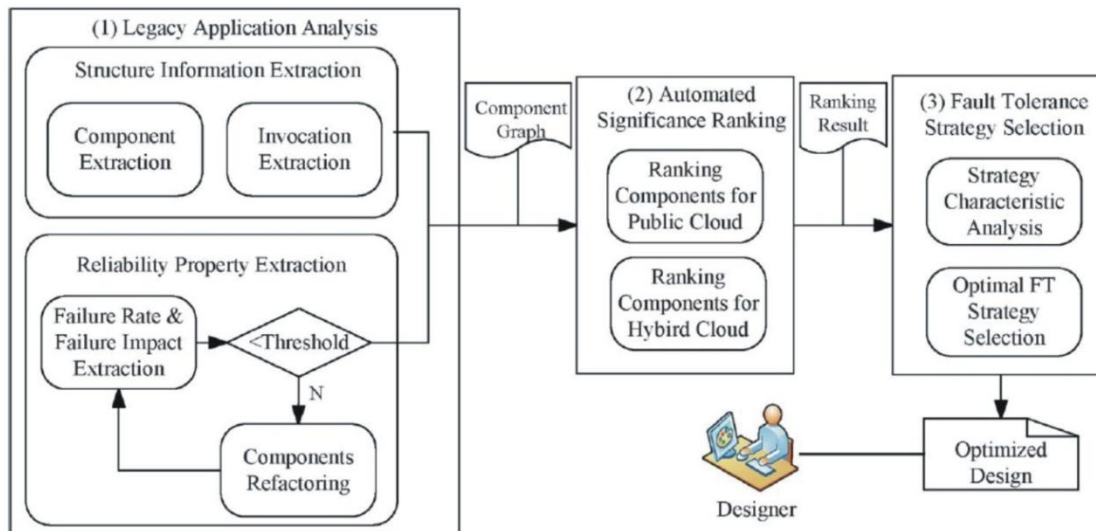 (1) Legacy Application Analysis
Structure Information Extraction
Component
Extraction
Invocation
Extraction
Reliability Property Extraction
Failure Rate &
Failure Impact
Extraction
<Threshold
N
Components
Refactoring
Component
Graph
(2) Automated
Significance Ranking
Ranking
Components for
Public Cloud
Ranking
Components for
Hybird Cloud
Ranking
Result
(3) Fault Tolerance
Strategy Selection
Strategy
Characteristic
Analysis
Optimal FT
Strategy
Selection
Optimized
Design
Designer